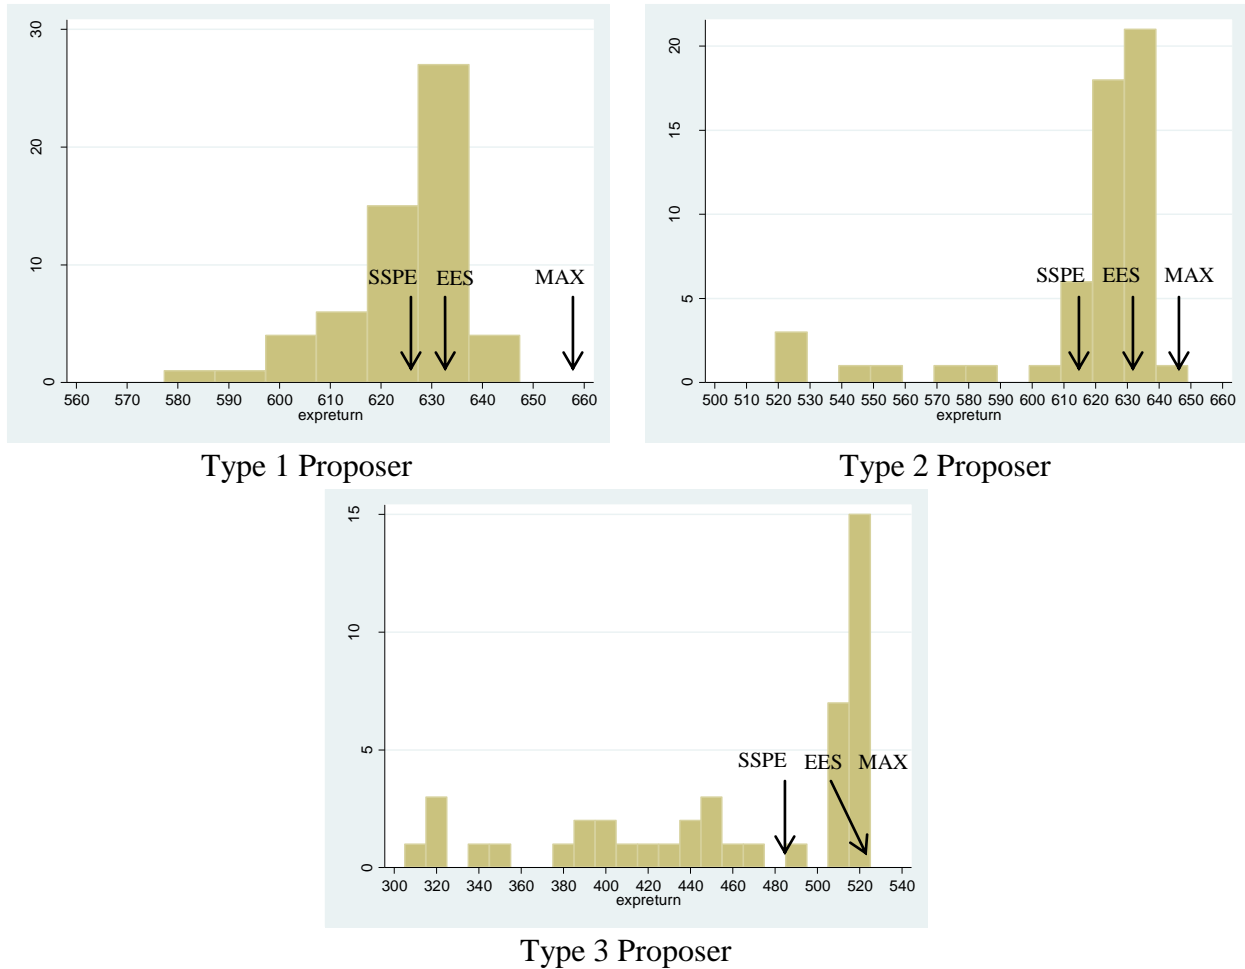 30
20
10
0
SSPE EES MAX
560 570 580 590 600 610 620 630 640 650 660
expreturn
Type 1 Proposer
20
15
10
5
0
SSPE EES MAX
500 510 520 530 540 550 560 570 580 590 600 610 620 630 640 650 660
expreturn
Type 2 Proposer
15
10
5
0
SSPE EES MAX
300 320 340 360 380 400 420 440 460 480 500 520 540
expreturn
Type 3 Proposer